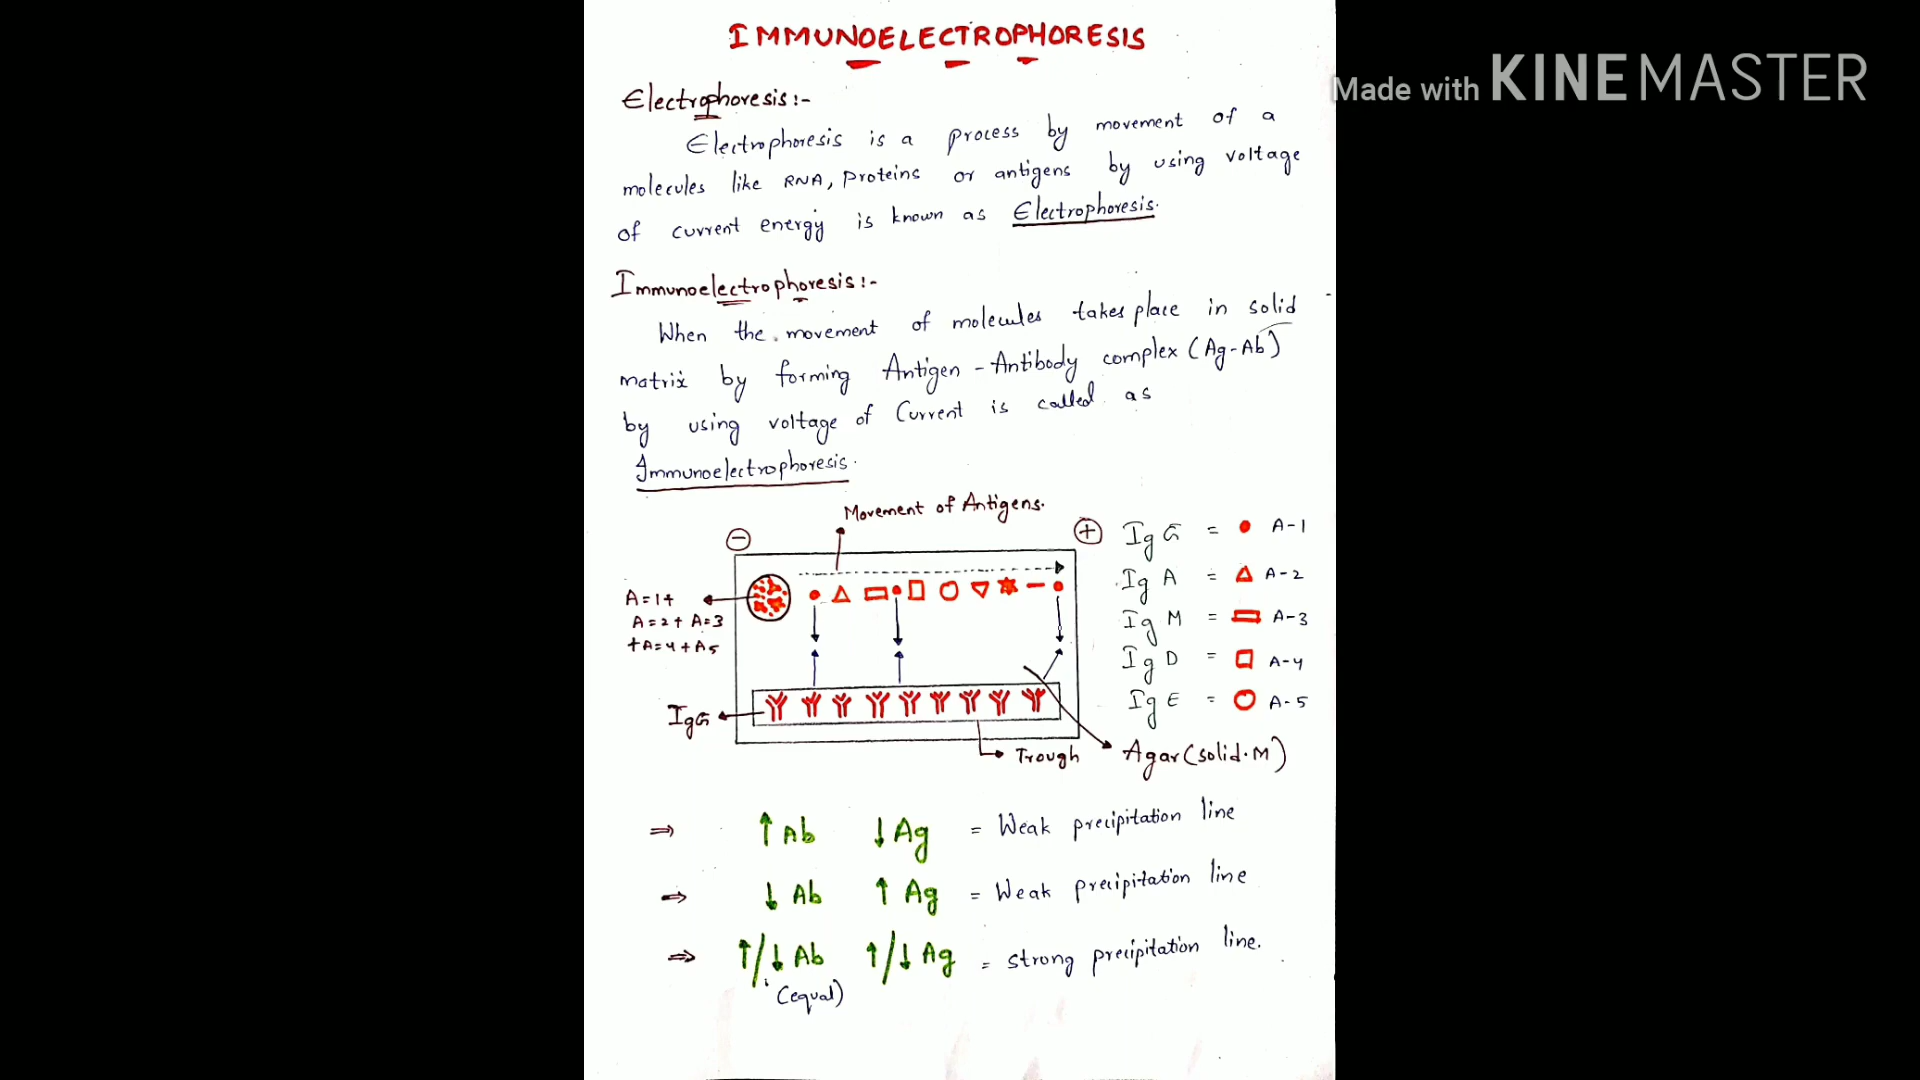 IMMUNOELECTROPHORESIS
Made with KINEMASTER
Electrophoresis:-
Electrophoresis is a process by movement of a
molecules like RNA, proteins or antigens by using voltage
of current energy is known as Electrophoresis.
Immunoelectrophoresis:-
When the movement of molecules takes place in solid
matrix by forming Antigen - Antibody complex (Ag-Ab)
by using voltage of Current is called as
Immunoelectrophoresis.
Movement of Antigens.
− +
A=1+
A=2+ A=3
+A=4+A5
IgG
Trough
Agar (solid.M)
IgG = ● A-1
IgA = △ A-2
IgM = ▭ A-3
IgD = □ A-4
IgE = ○ A-5
⇒ ↑ Ab ↓ Ag = Weak precipitation line
⇒ ↓ Ab ↑ Ag = Weak precipitation line
⇒ ↑/↓ Ab ↑/↓ Ag = strong precipitation line.
(equal)